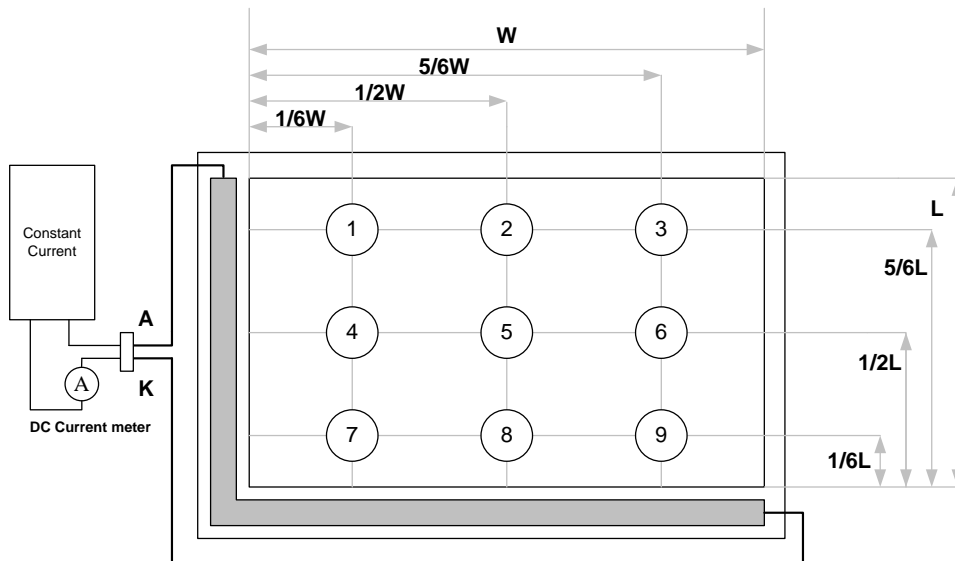 W
5/6W
1/2W
1/6W
L
1
2
3
Constant
Current
5/6L
A
4
5
6
1/2L
A
K
DC Current meter
7
8
9
1/6L